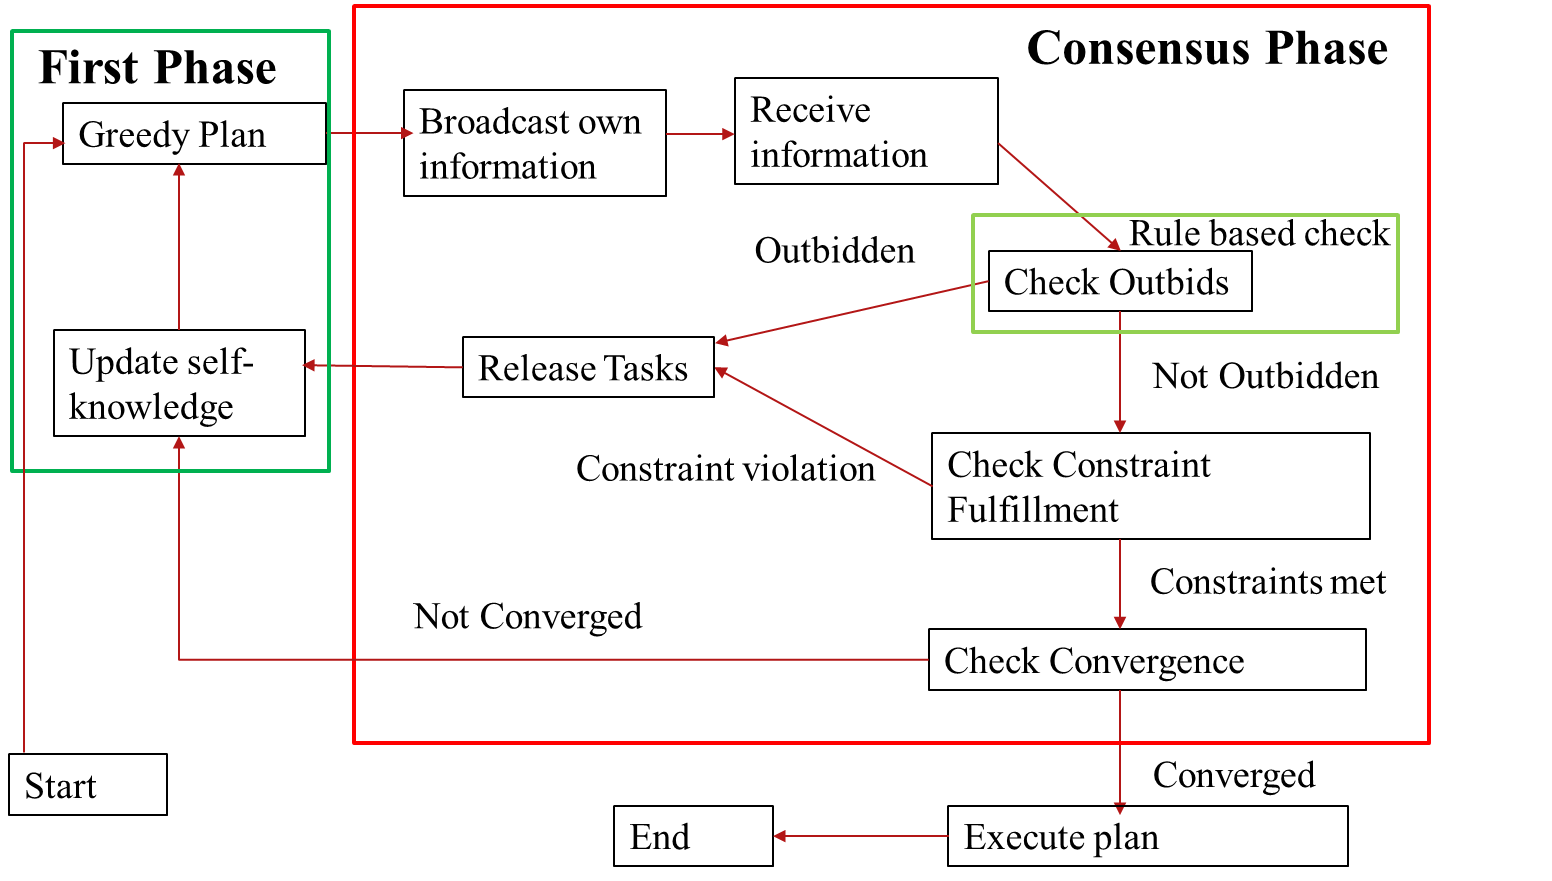 First Phase
Consensus Phase
Greedy Plan
Broadcast own
information
Receive
information
Rule based check
Check Outbids
Outbidden
Not Outbidden
Update self-
knowledge
Release Tasks
Constraint violation
Check Constraint
Fulfillment
Constraints met
Not Converged
Check Convergence
Start
Converged
End
Execute plan